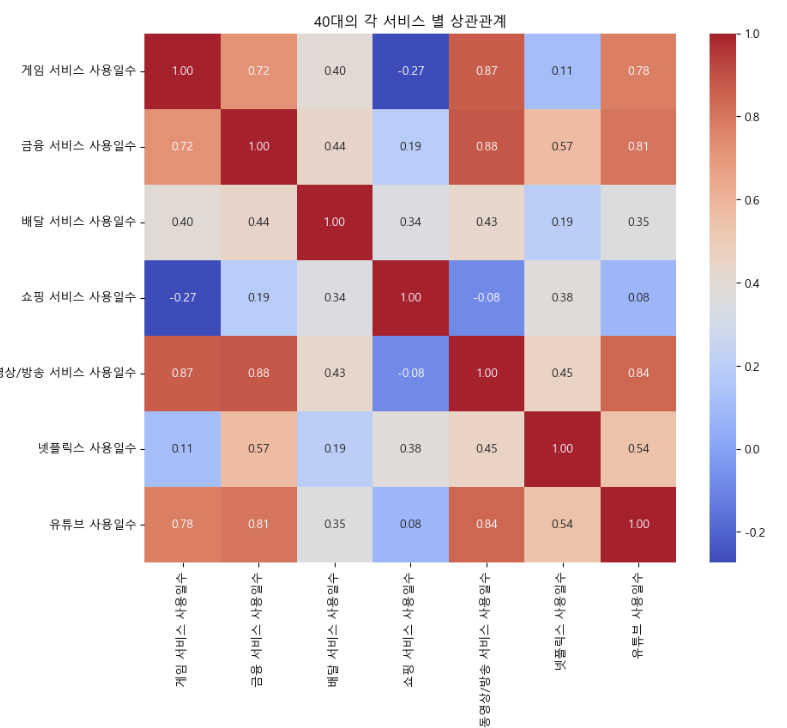 40대의 각 서비스 별 상관관계
게임 서비스 사용일수 1.00 0.72 0.40 -0.27 0.87 0.11 0.78
금융 서비스 사용일수 0.72 1.00 0.44 0.19 0.88 0.57 0.81
배달 서비스 사용일수 0.40 0.44 1.00 0.34 0.43 0.19 0.35
쇼핑 서비스 사용일수 -0.27 0.19 0.34 1.00 -0.08 0.38 0.08
영상/방송 서비스 사용일수 0.87 0.88 0.43 -0.08 1.00 0.45 0.84
넷플릭스 사용일수 0.11 0.57 0.19 0.38 0.45 1.00 0.54
유튜브 사용일수 0.78 0.81 0.35 0.08 0.84 0.54 1.00
게임 서비스 사용일수
금융 서비스 사용일수
배달 서비스 사용일수
쇼핑 서비스 사용일수
동영상/방송 서비스 사용일수
넷플릭스 사용일수
유튜브 사용일수
1.0
0.8
0.6
0.4
0.2
0.0
-0.2